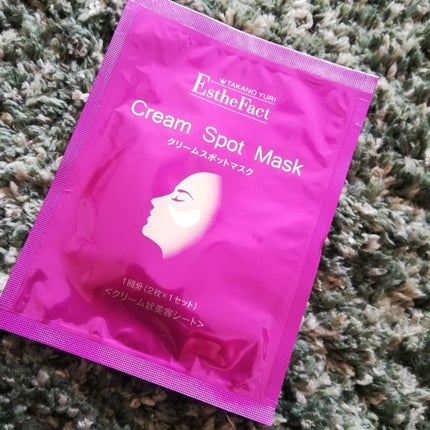 TAKANO YURI
EstheFact
Cream Spot Mask
クリームスポットマスク
1回分(2枚×1セット)
<クリーム状美容シート>